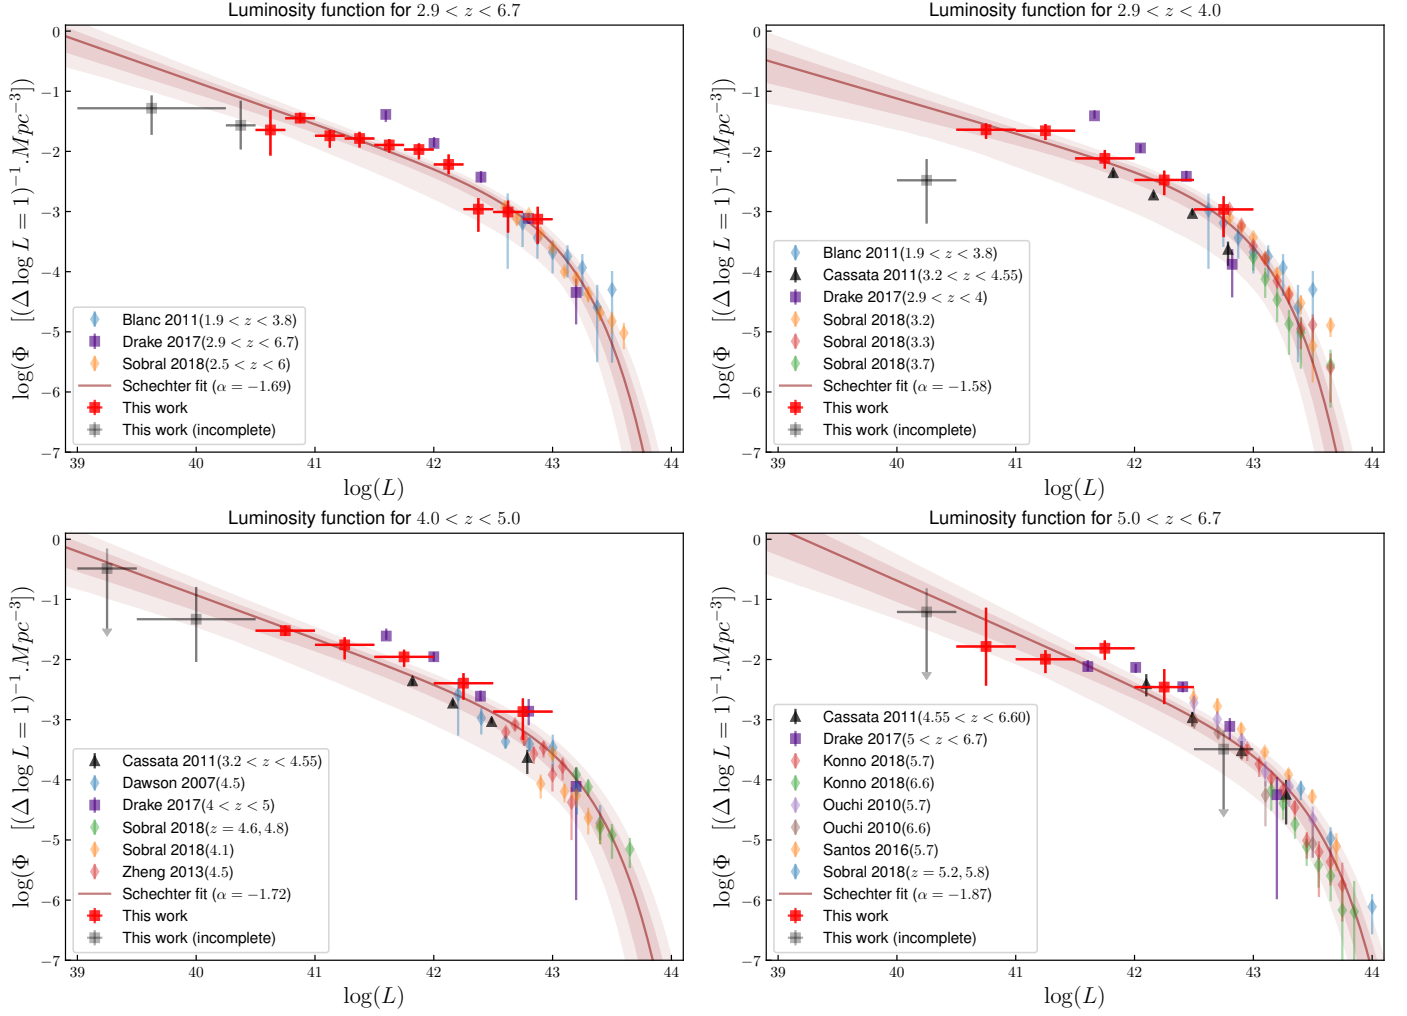 Luminosity function for 2.9 < z < 6.7
0
−1
−2
−3
−4
−5
−6
−7
log(Φ [(Δ log L = 1)⁻¹.Mpc⁻³])
Blanc 2011(1.9 < z < 3.8)
Drake 2017(2.9 < z < 6.7)
Sobral 2018(2.5 < z < 6)
Schechter fit (α = −1.69)
This work
This work (incomplete)
39 40 41 42 43 44
log(L)
Luminosity function for 2.9 < z < 4.0
0
−1
−2
−3
−4
−5
−6
−7
log(Φ [(Δ log L = 1)⁻¹.Mpc⁻³])
Blanc 2011(1.9 < z < 3.8)
Cassata 2011(3.2 < z < 4.55)
Drake 2017(2.9 < z < 4)
Sobral 2018(3.2)
Sobral 2018(3.3)
Sobral 2018(3.7)
Schechter fit (α = −1.58)
This work
This work (incomplete)
39 40 41 42 43 44
log(L)
Luminosity function for 4.0 < z < 5.0
0
−1
−2
−3
−4
−5
−6
−7
log(Φ [(Δ log L = 1)⁻¹.Mpc⁻³])
Cassata 2011(3.2 < z < 4.55)
Dawson 2007(4.5)
Drake 2017(4 < z < 5)
Sobral 2018(z = 4.6, 4.8)
Sobral 2018(4.1)
Zheng 2013(4.5)
Schechter fit (α = −1.72)
This work
This work (incomplete)
39 40 41 42 43 44
log(L)
Luminosity function for 5.0 < z < 6.7
0
−1
−2
−3
−4
−5
−6
−7
log(Φ [(Δ log L = 1)⁻¹.Mpc⁻³])
Cassata 2011(4.55 < z < 6.60)
Drake 2017(5 < z < 6.7)
Konno 2018(5.7)
Konno 2018(6.6)
Ouchi 2010(5.7)
Ouchi 2010(6.6)
Santos 2016(5.7)
Sobral 2018(z = 5.2, 5.8)
Schechter fit (α = −1.87)
This work
This work (incomplete)
39 40 41 42 43 44
log(L)